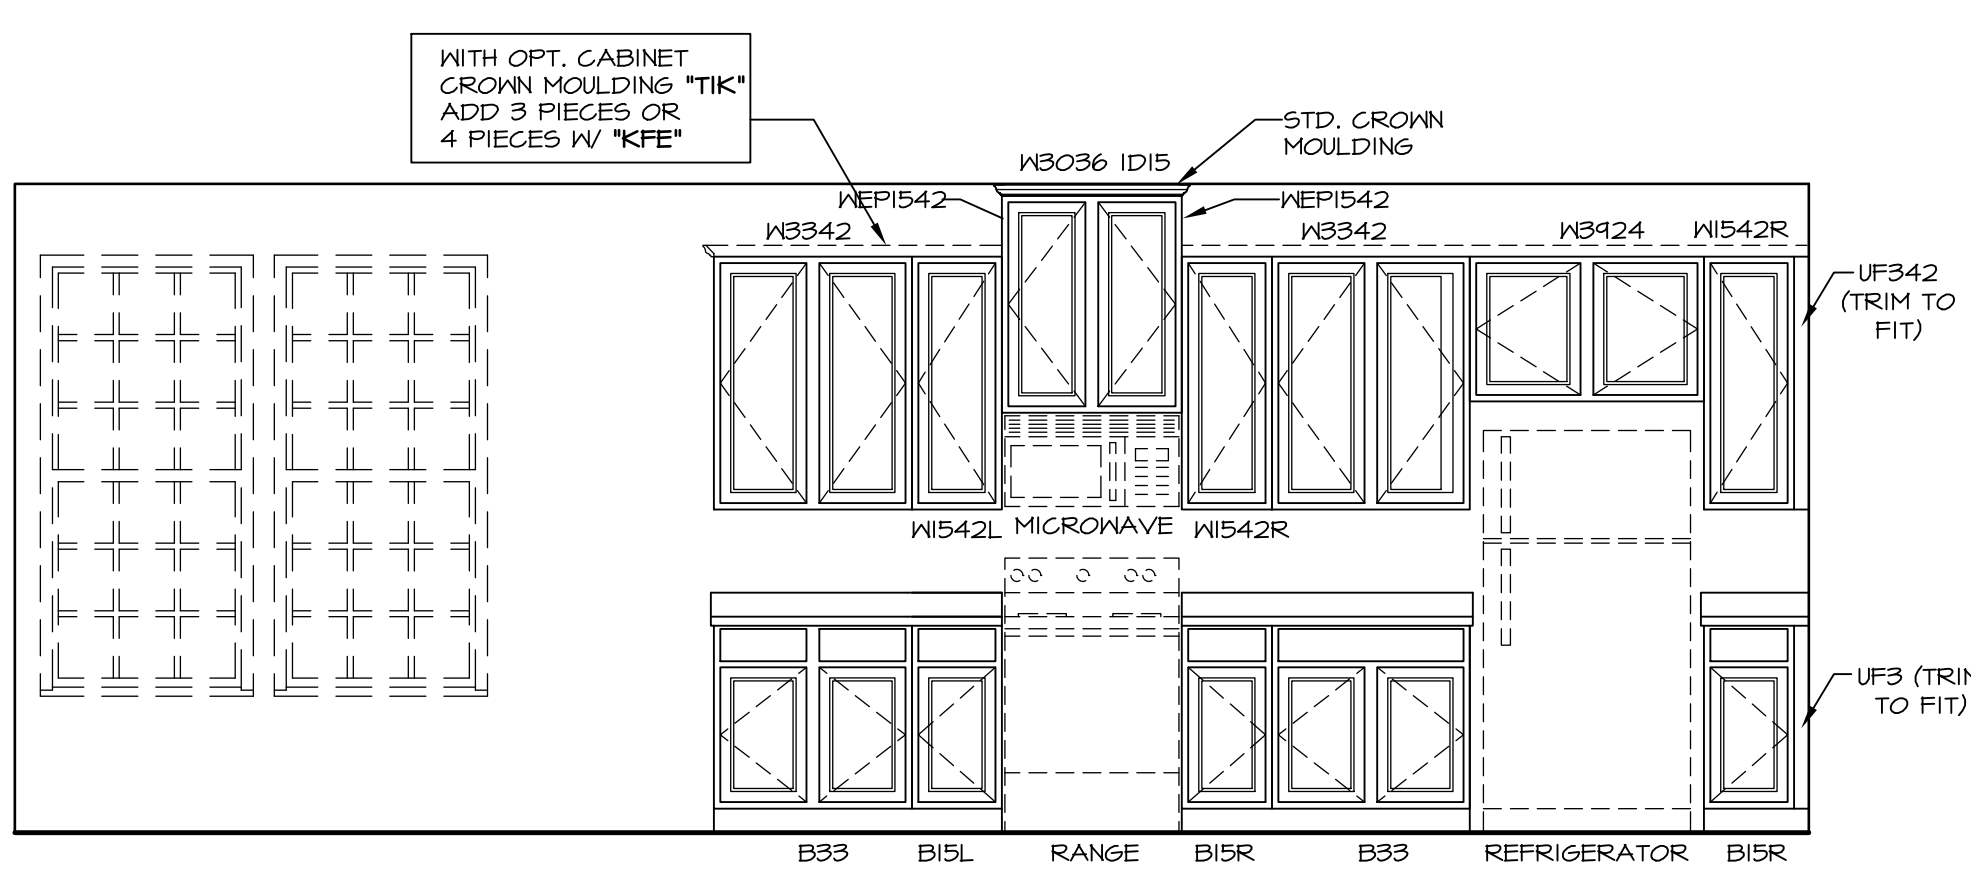 WITH OPT. CABINET
CROWN MOULDING "TIK"
ADD 3 PIECES OR
4 PIECES W/ "KFE"
STD. CROWN
MOULDING
W3036 1D15
WEP1542
WEP1542
W3342
W3342
W3924
W1542R
UF342
(TRIM TO
FIT)
W1542L
MICROWAVE
W1542R
UF3 (TRIM
TO FIT)
B33
B15L
RANGE
B15R
B33
REFRIGERATOR
B15R